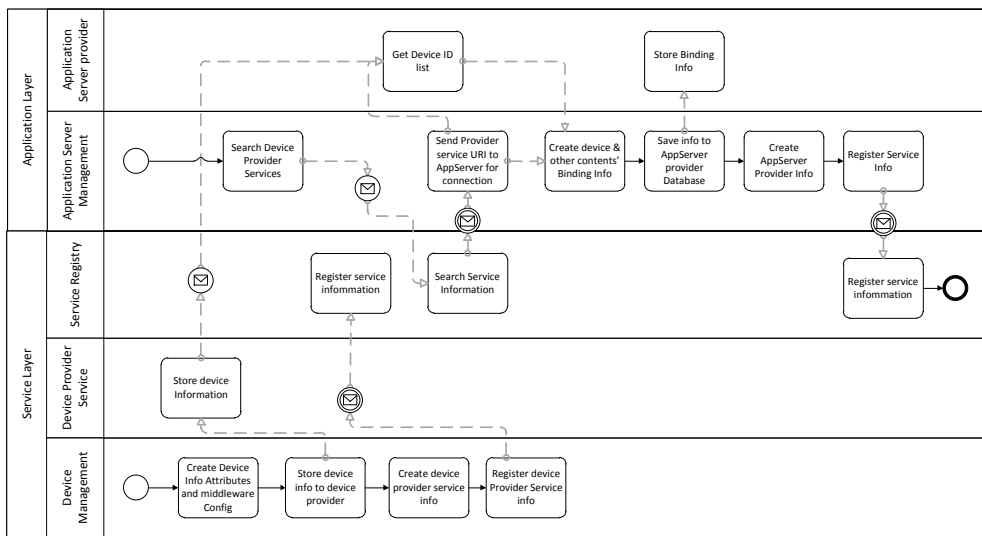 Application Layer
Application
Server provider
Get Device ID
list
Store Binding
Info
Application Server
Management
Search Device
Provider
Services
Send Provider
service URI to
AppServer for
connection
Create device &
other contents'
Binding Info
Save info to
AppServer
provider
Database
Create
AppServer
Provider Info
Register Service
Info
Service Layer
Service Registry
Register service
infommation
Search Service
Information
Register service
infommation
Device Provider
Service
Store device
Information
Device
Management
Create Device
Info Attributes
and middleware
Config
Store device
info to device
provider
Create device
provider service
info
Register device
Provider Service
info